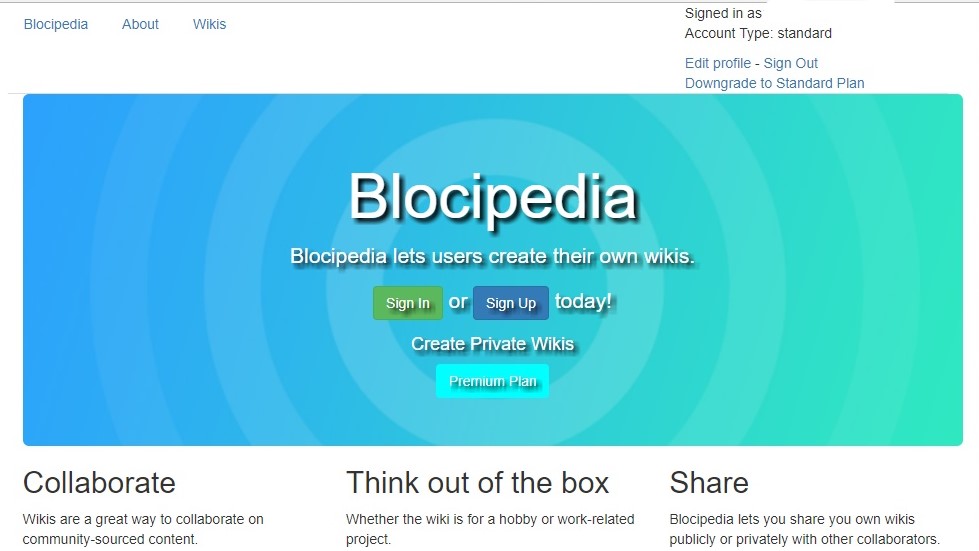 Blocipedia About Wikis
Signed in as
Account Type: standard
Edit profile - Sign Out
Downgrade to Standard Plan
Blocipedia
Blocipedia lets users create their own wikis.
Sign In or Sign Up today!
Create Private Wikis
Premium Plan
Collaborate
Wikis are a great way to collaborate on
community-sourced content.
Think out of the box
Whether the wiki is for a hobby or work-related
project.
Share
Blocipedia lets you share you own wikis
publicly or privately with other collaborators.